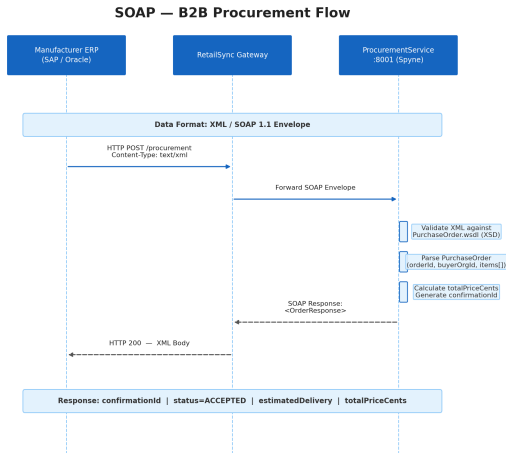 SOAP — B2B Procurement Flow
Manufacturer ERP
(SAP / Oracle)
RetailSync Gateway
ProcurementService
:8001 (Spyne)
Data Format: XML / SOAP 1.1 Envelope
HTTP POST /procurement
Content-Type: text/xml
Forward SOAP Envelope
Validate XML against
PurchaseOrder.wsdl (XSD)
Parse PurchaseOrder
(orderId, buyerOrgId, items[])
Calculate totalPriceCents
Generate confirmationId
SOAP Response:
<OrderResponse>
HTTP 200 — XML Body
Response: confirmationId | status=ACCEPTED | estimatedDelivery | totalPriceCents